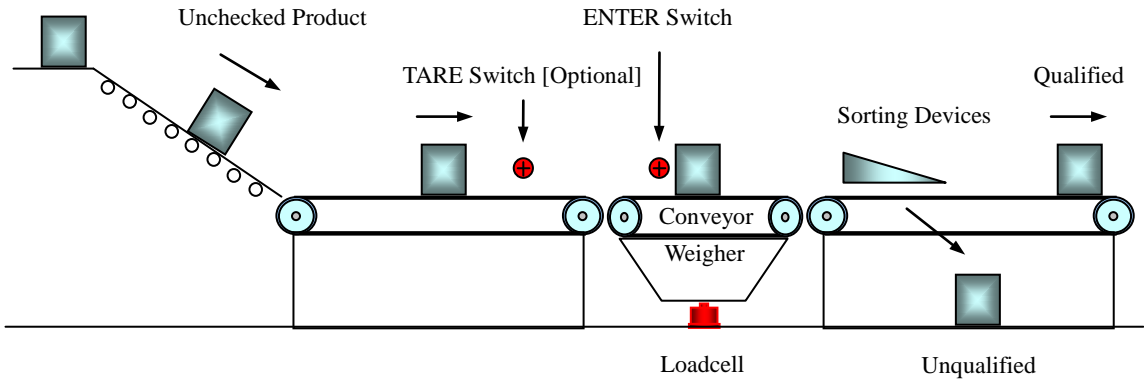 Unchecked Product
ENTER Switch
TARE Switch [Optional]
Qualified
Sorting Devices
Conveyor
Weigher
Loadcell
Unqualified